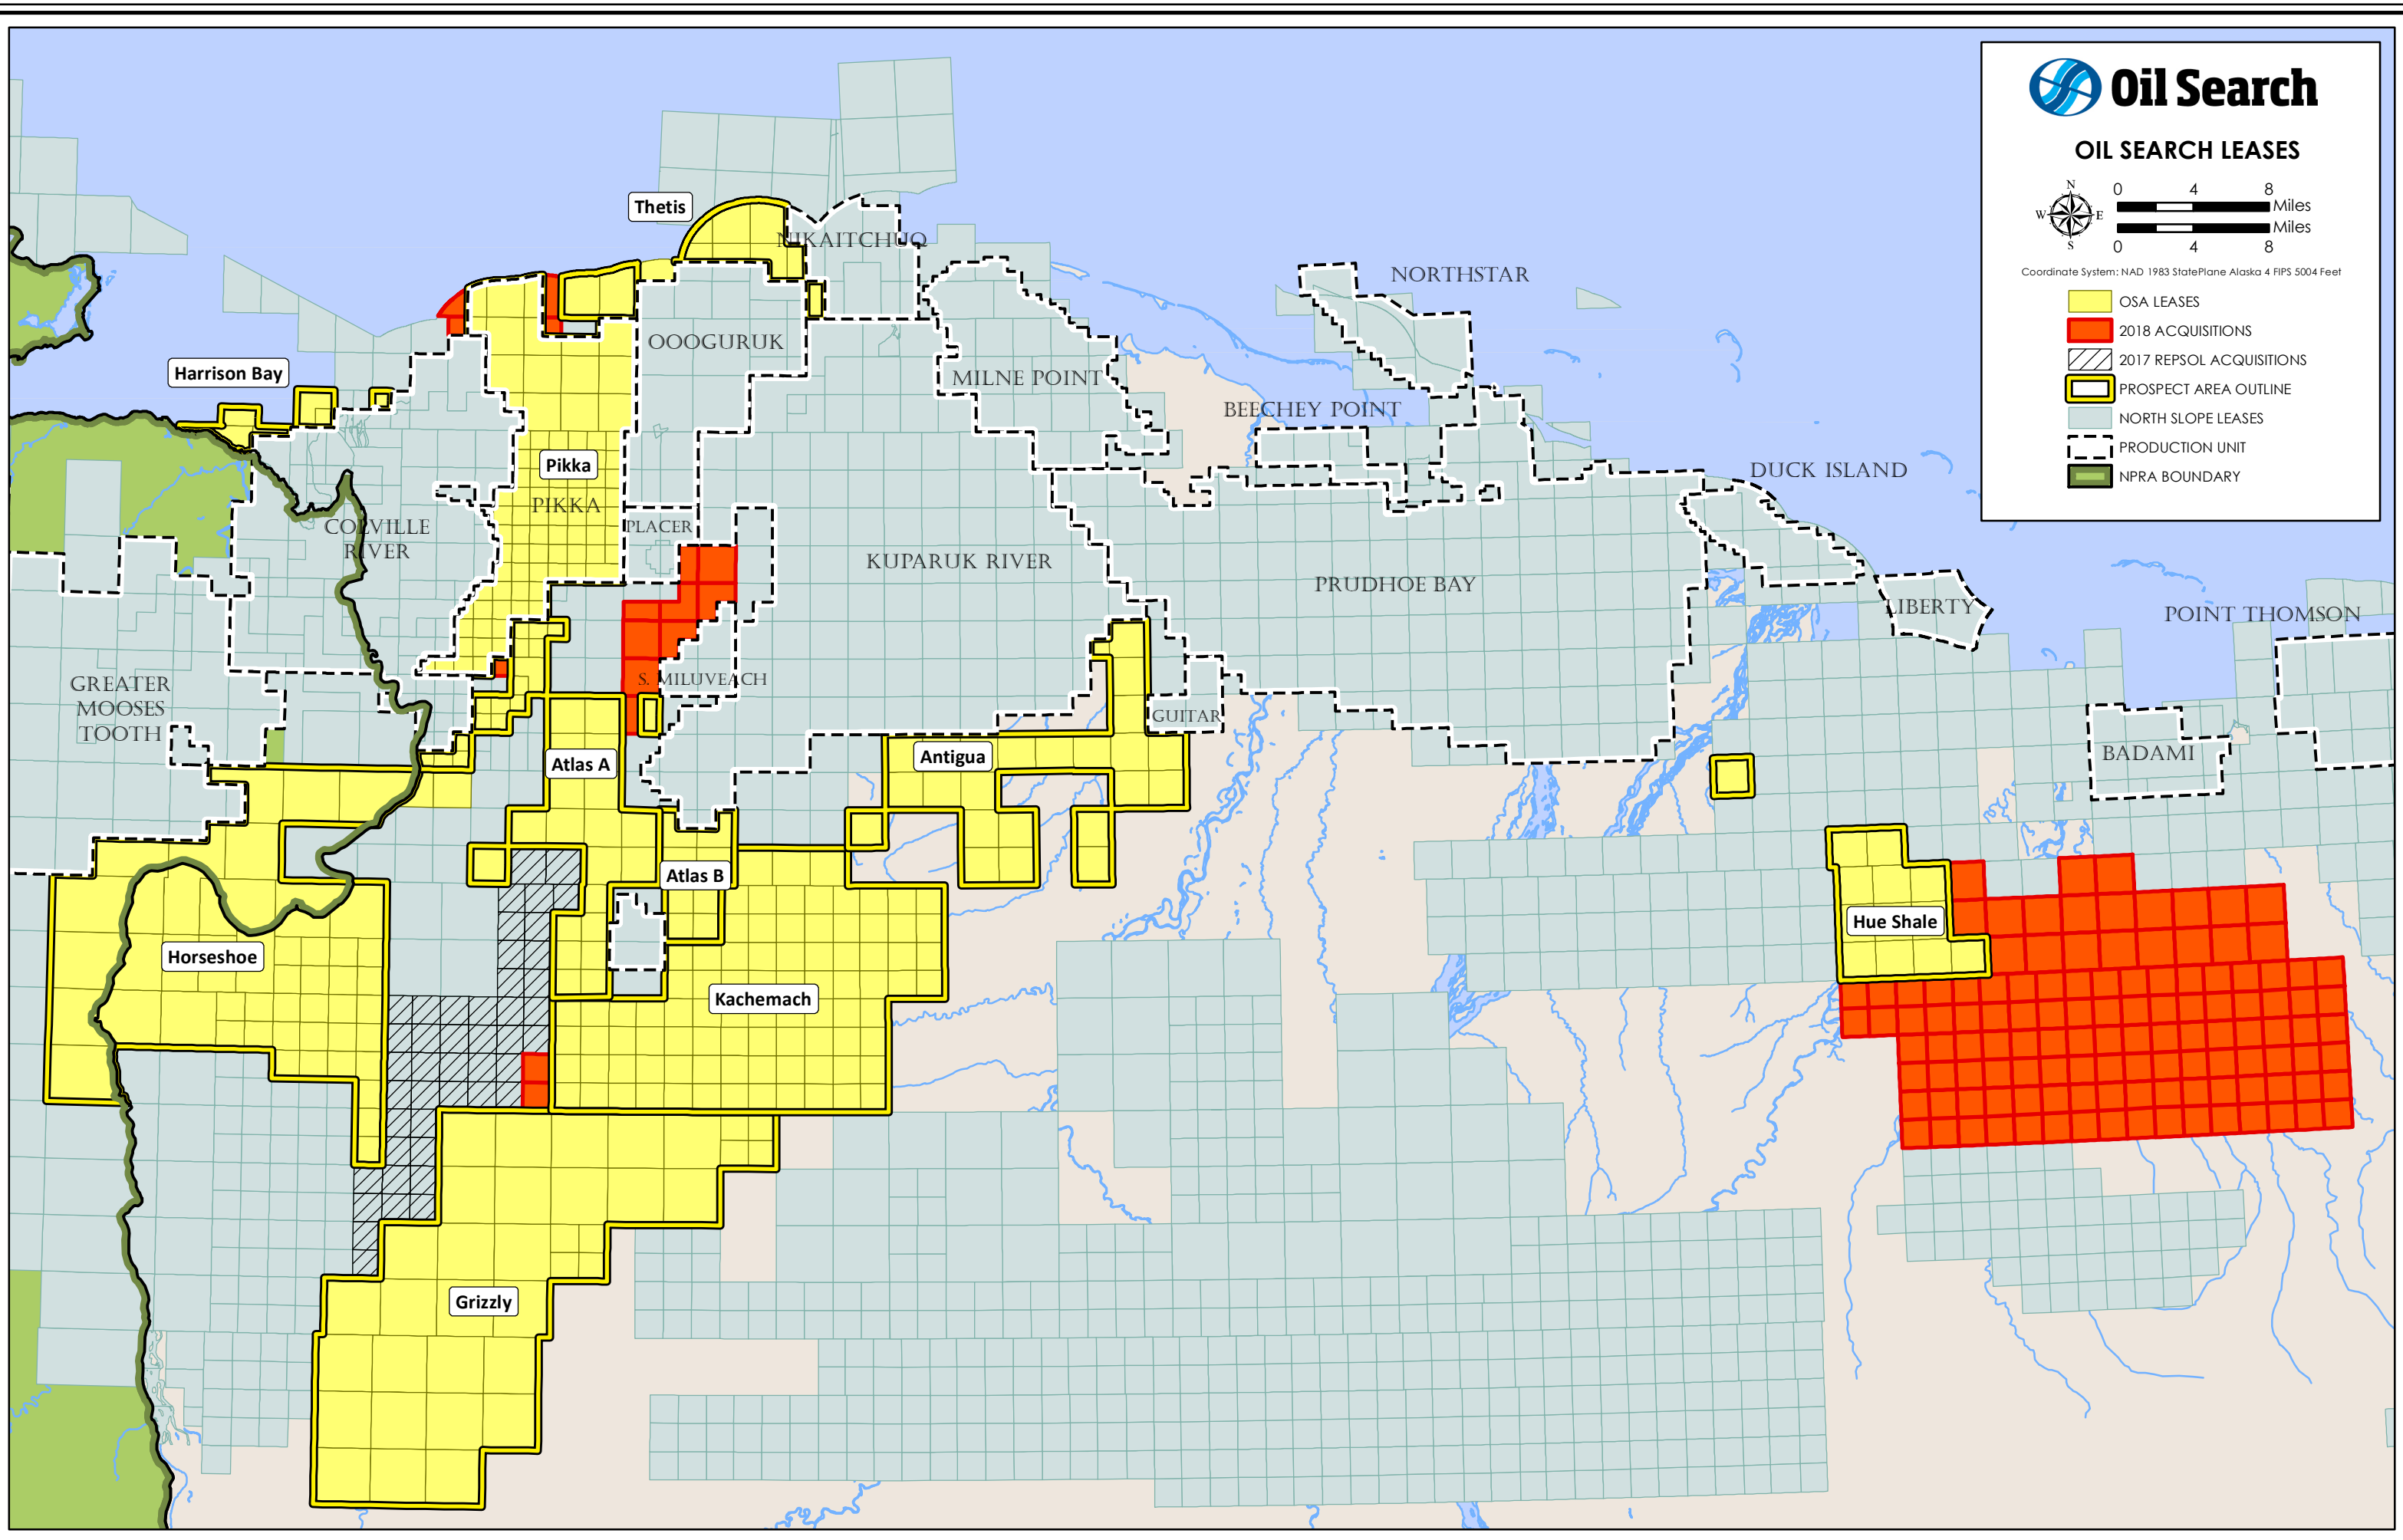 Oil Search
OIL SEARCH LEASES
N
W E
S
0 4 8
Miles
Miles
0 4 8
Coordinate System: NAD 1983 StatePlane Alaska 4 FIPS 5004 Feet
OSA LEASES
2018 ACQUISITIONS
2017 REPSOL ACQUISITIONS
PROSPECT AREA OUTLINE
NORTH SLOPE LEASES
PRODUCTION UNIT
NPRA BOUNDARY
Thetis
NIKAITCHUQ
NORTHSTAR
OOOGURUK
Harrison Bay
MILNE POINT
BEECHEY POINT
Pikka
DUCK ISLAND
PIKKA
COLVILLE
RIVER
PLACER
KUPARUK RIVER
PRUDHOE BAY
LIBERTY
POINT THOMSON
GREATER
MOOSES
TOOTH
S. MILUVEACH
GUITAR
BADAMI
Antigua
Atlas A
Atlas B
Hue Shale
Horseshoe
Kachemach
Grizzly